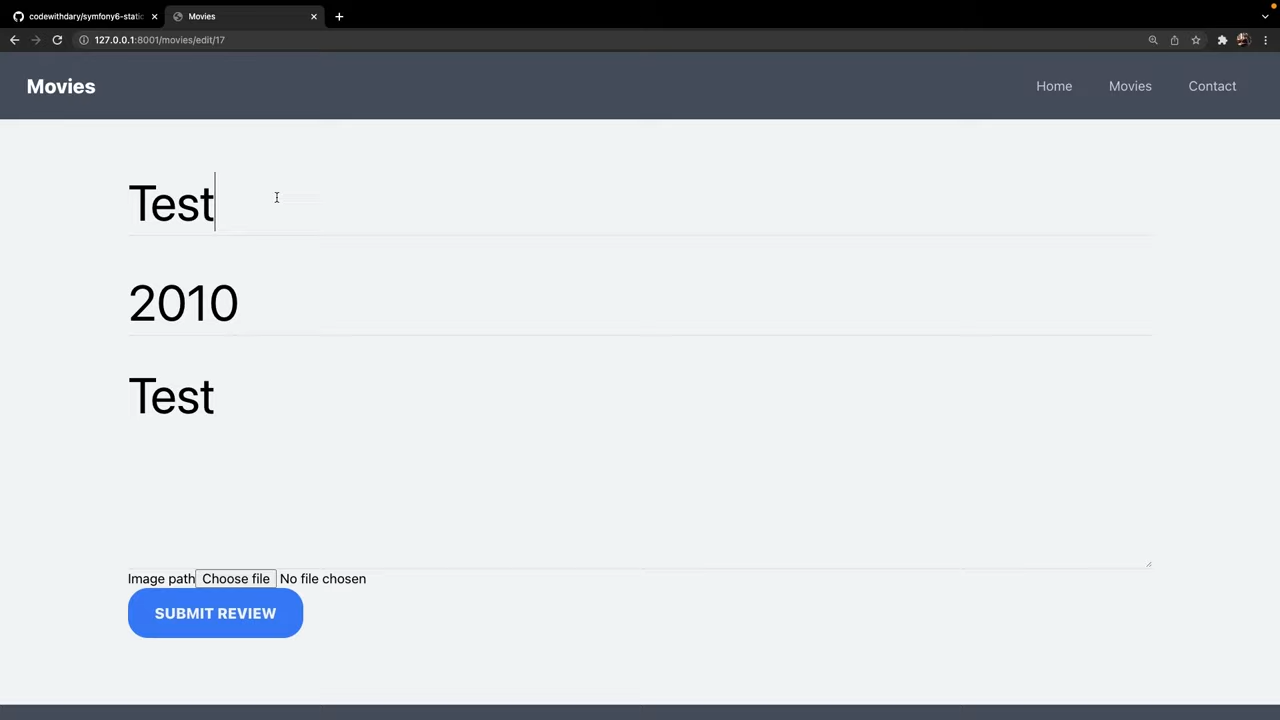 codewithdary/symfony6-static
Movies
127.0.0.1:8001/movies/edit/17
Movies
Home
Movies
Contact
Test
2010
Test
Image path Choose file No file chosen
SUBMIT REVIEW